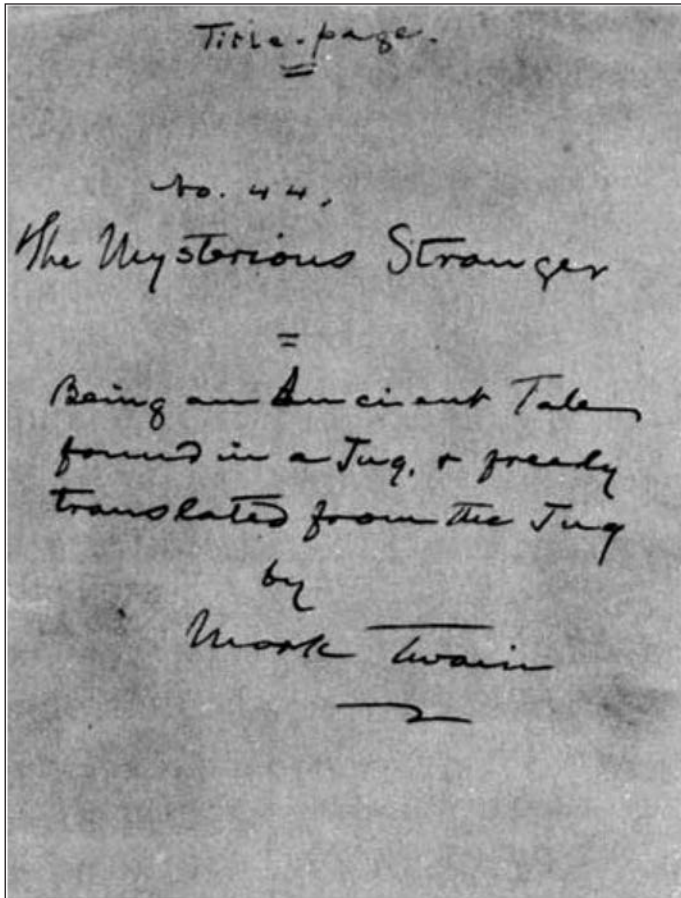 Title-page.
No. 44,
The Mysterious Stranger
=
Being an Ancient Tale
found in a Jug, & freely
translated from the Jug
by
Mark Twain